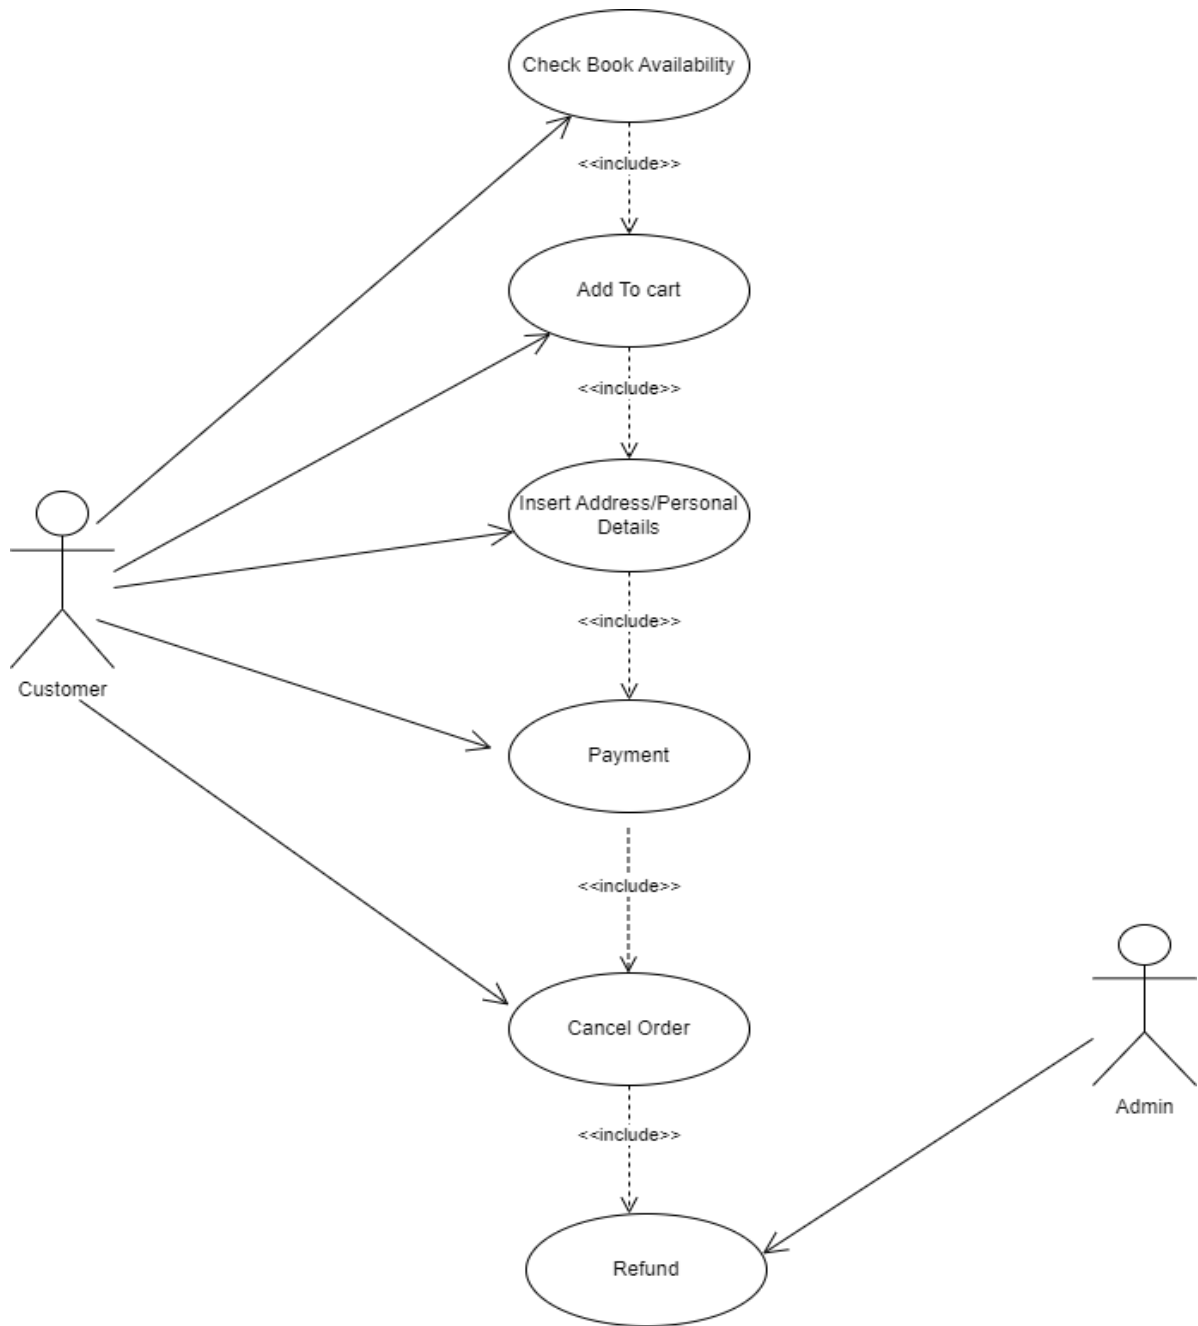 Check Book Availability
<<include>>
Add To cart
<<include>>
Insert Address/Personal
Details
<<include>>
Customer
Payment
<<include>>
Cancel Order
Admin
<<include>>
Refund